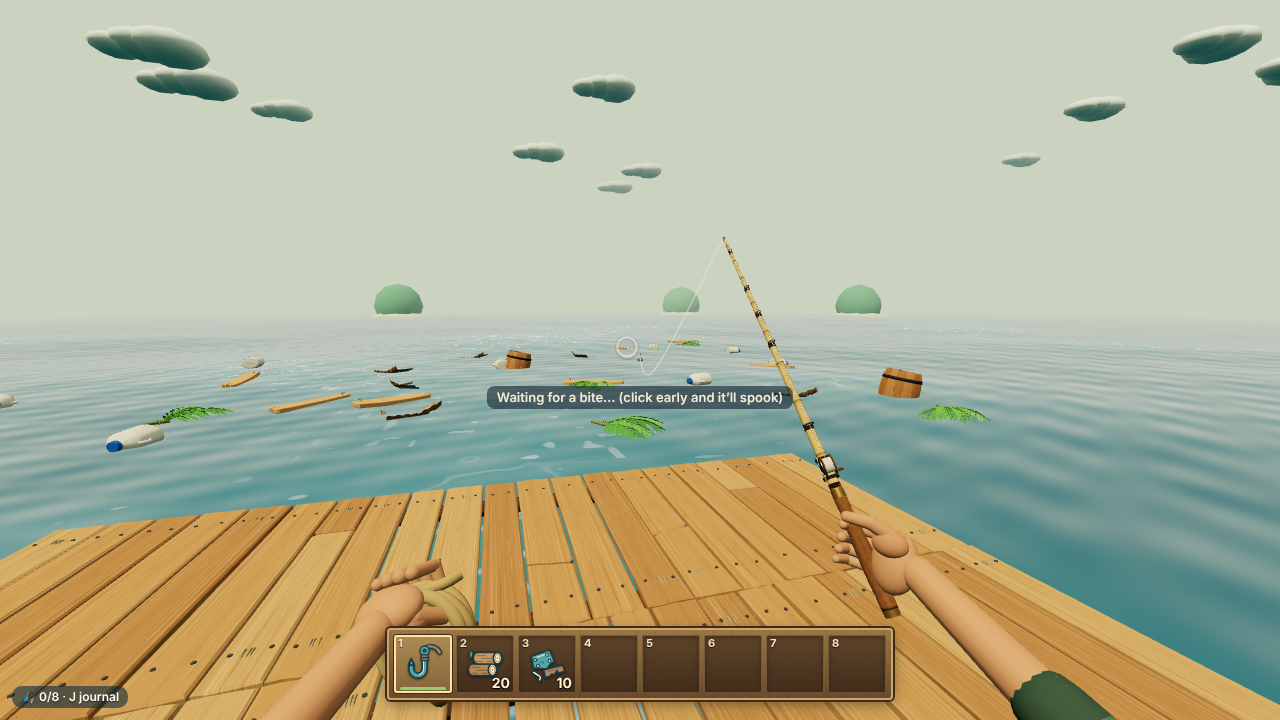 Waiting for a bite... (click early and it'll spook)
1 2 3 4 5 6 7 8
20 10
0/8 · J journal